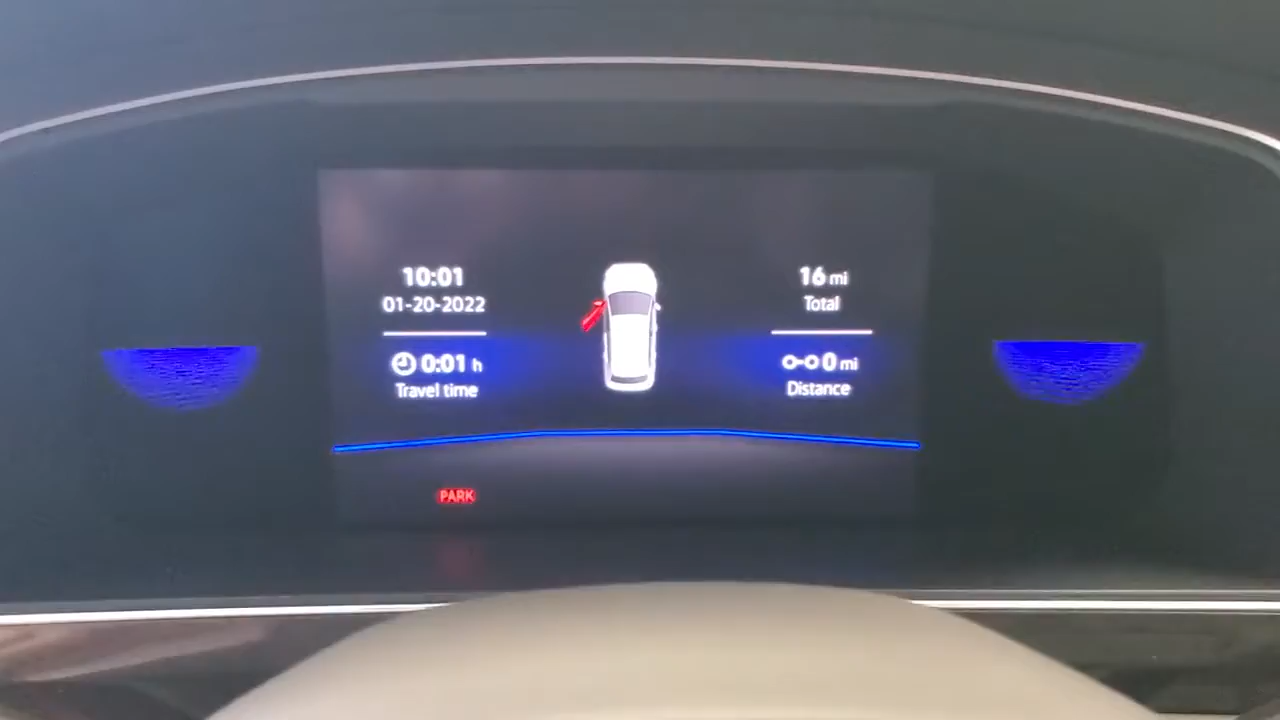 10:01
01-20-2022
0:01 h
Travel time
16 mi
Total
0 mi
Distance
PARK